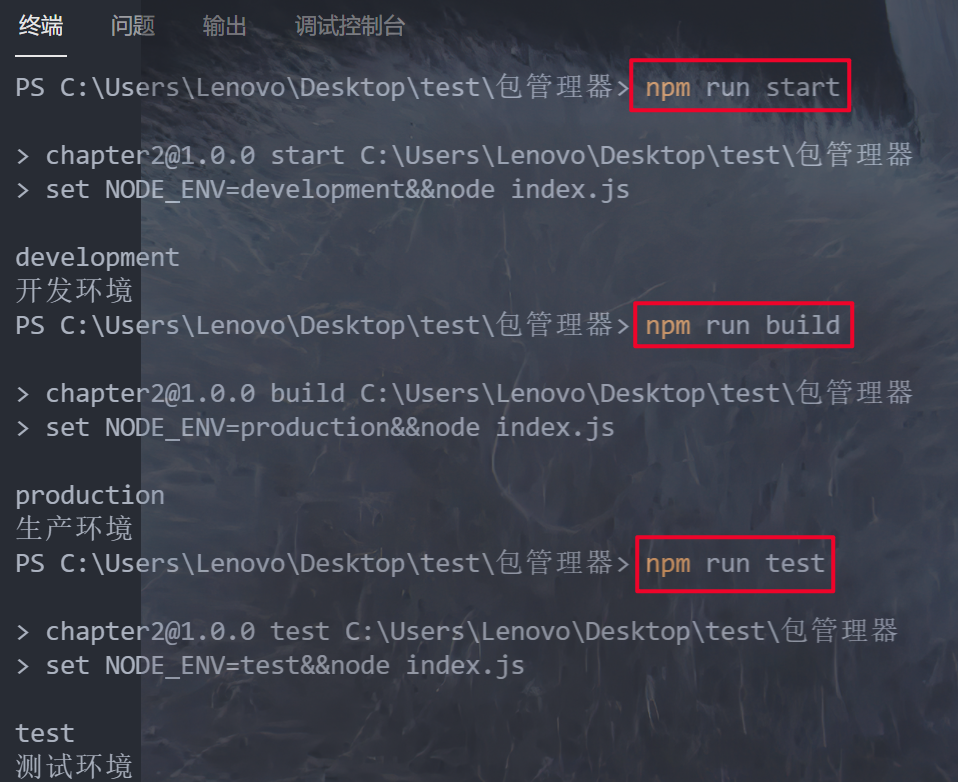 终端 问题 输出 调试控制台
PS C:\Users\Lenovo\Desktop\test\包管理器> npm run start
> chapter2@1.0.0 start C:\Users\Lenovo\Desktop\test\包管理器
> set NODE_ENV=development&&node index.js
development
开发环境
PS C:\Users\Lenovo\Desktop\test\包管理器> npm run build
> chapter2@1.0.0 build C:\Users\Lenovo\Desktop\test\包管理器
> set NODE_ENV=production&&node index.js
production
生产环境
PS C:\Users\Lenovo\Desktop\test\包管理器> npm run test
> chapter2@1.0.0 test C:\Users\Lenovo\Desktop\test\包管理器
> set NODE_ENV=test&&node index.js
test
测试环境